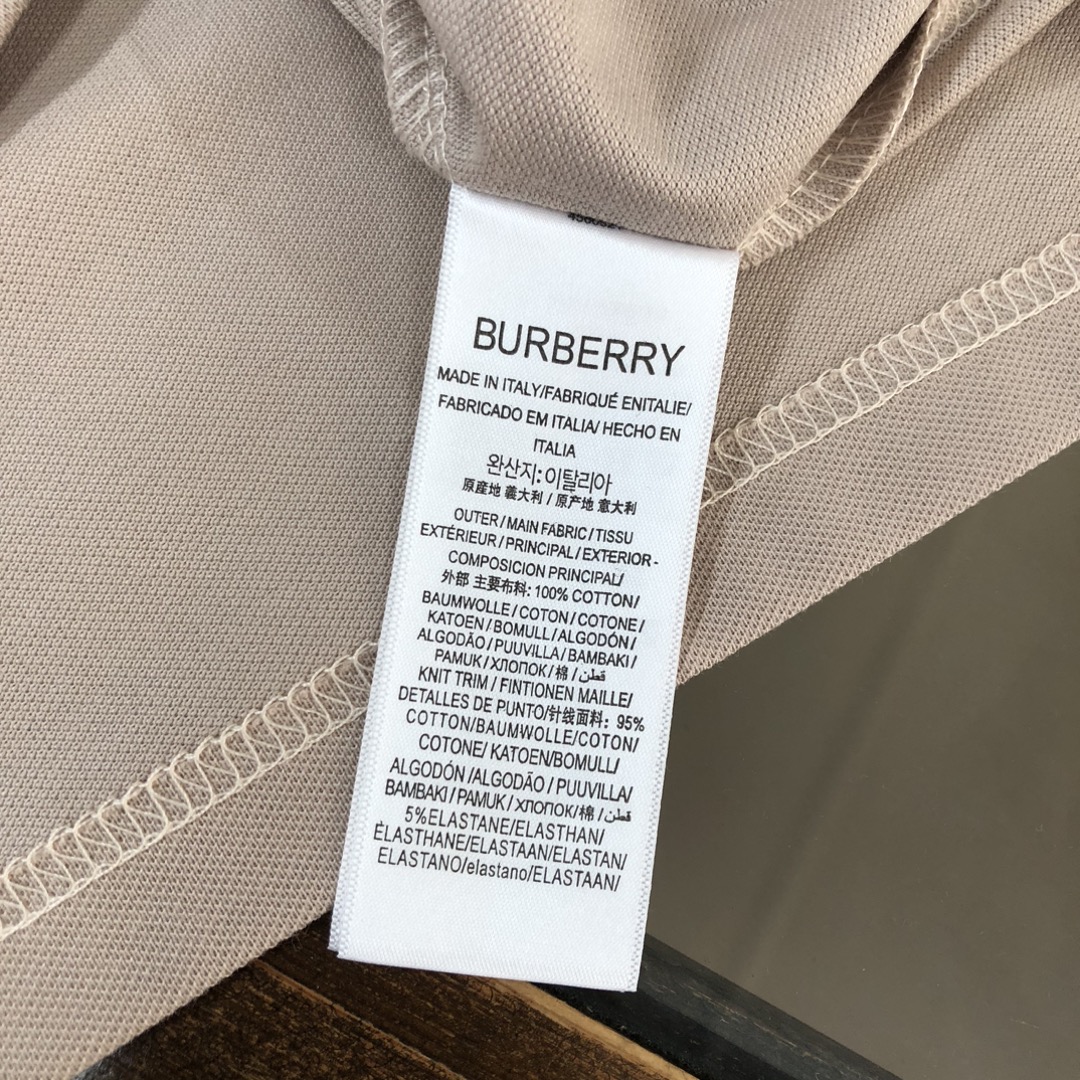 BURBERRY
MADE IN ITALY/FABRIQUÉ ENITALIE/
FABRICADO EM ITALIA/ HECHO EN
ITALIA
완산지:이탈리아
原産地 義大利 / 原产地 意大利
OUTER / MAIN FABRIC / TISSU
EXTÉRIEUR / PRINCIPAL / EXTERIOR-
COMPOSICION PRINCIPAL/
外部 主要布料: 100% COTTON/
BAUMWOLLE / COTON / COTONE /
KATOEN / BOMULL / ALGODÓN /
ALGODÃO / PUUVILLA / BAMBAKI /
PAMUK / ХЛОПОК / 棉 / قطن
KNIT TRIM / FINTIONEN MAILLE/
DETALLES DE PUNTO/针线面料: 95%
COTTON/BAUMWOLLE/COTON/
COTONE/ KATOEN/BOMULL/
ALGODÓN /ALGODÃO / PUUVILLA/
BAMBAKI / PAMUK / ХЛОПОК/棉 / قطن/
5%ELASTANE/ELASTHAN/
ÉLASTHANE/ELASTAAN/ELASTAN/
ELASTANO/elastano/ELASTAAN/